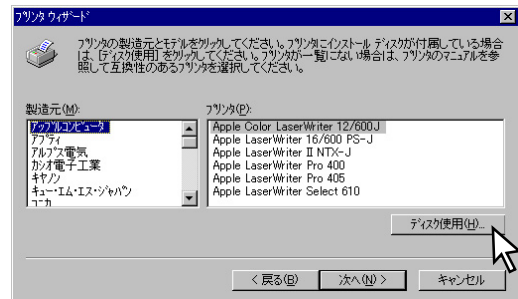 プリンタ ウィザード
プリンタの製造元とモデルをクリックしてください。プリンタにインストール ディスクが付属している場合
は、[ディスク使用] をクリックしてください。プリンタが一覧にない場合は、プリンタのマニュアルを参
照して互換性のあるプリンタを選択してください。
製造元(M):
プリンタ(P):
アップルコンピュータ
アプティ
アルプス電気
カシオ電子工業
キヤノン
キュー・エム・エス・ジャパン
コニカ
Apple Color LaserWriter 12/600J
Apple LaserWriter 16/600 PS-J
Apple LaserWriter II NTX-J
Apple LaserWriter Pro 400
Apple LaserWriter Pro 405
Apple LaserWriter Select 610
ディスク使用(H)...
< 戻る(B)
次へ(N) >
キャンセル